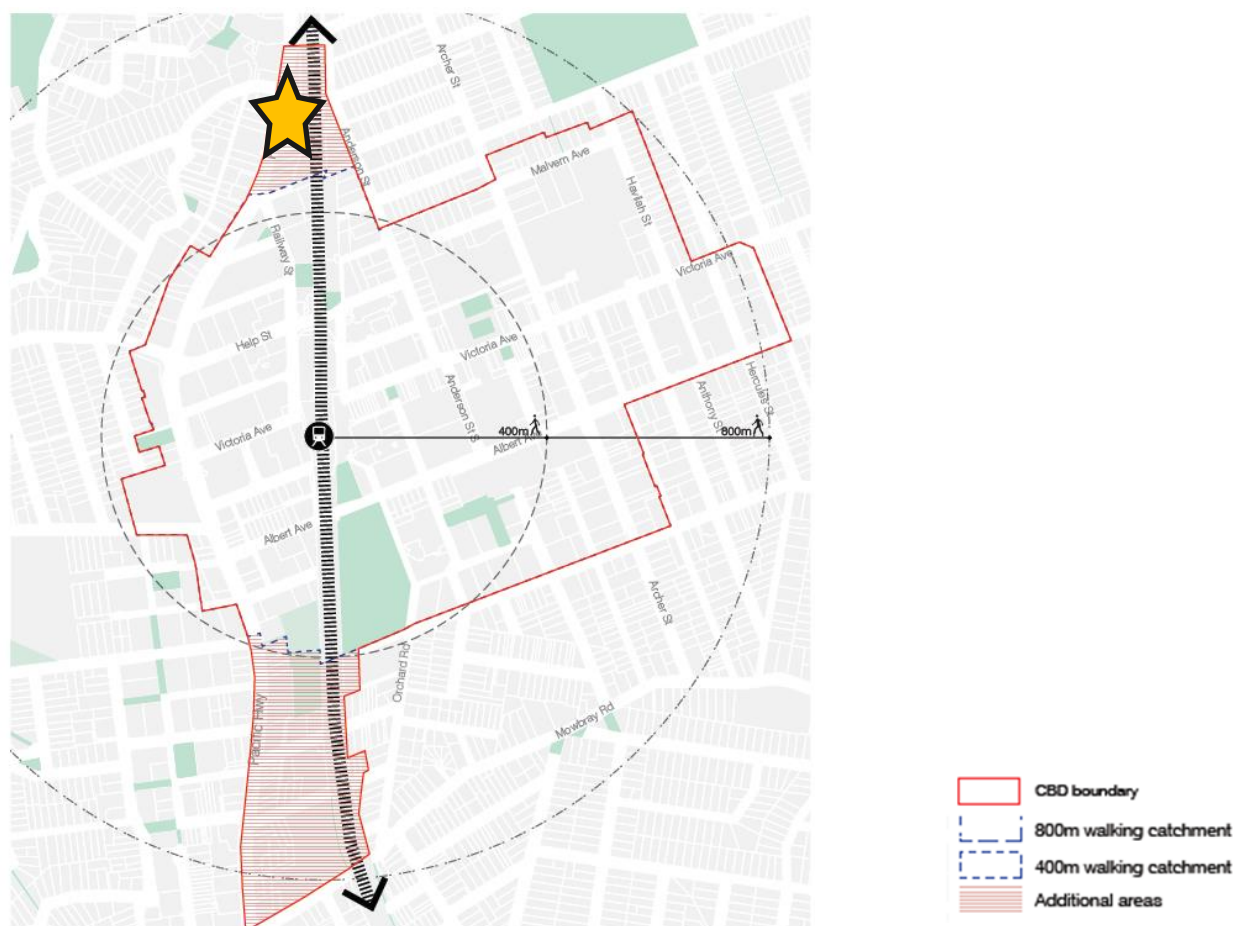 Archer St
Anderson St
Malvern Ave
Havilah St
Railway St
Victoria Ave
Help St
Victoria Ave
Hercules St
Anderson St S
Anthony St
Victoria Ave
400m
800m
Albert Ave
Albert Ave
Archer St
Orchard Rd
Pacific Hwy
Mowbray Rd
CBD boundary
800m walking catchment
400m walking catchment
Additional areas